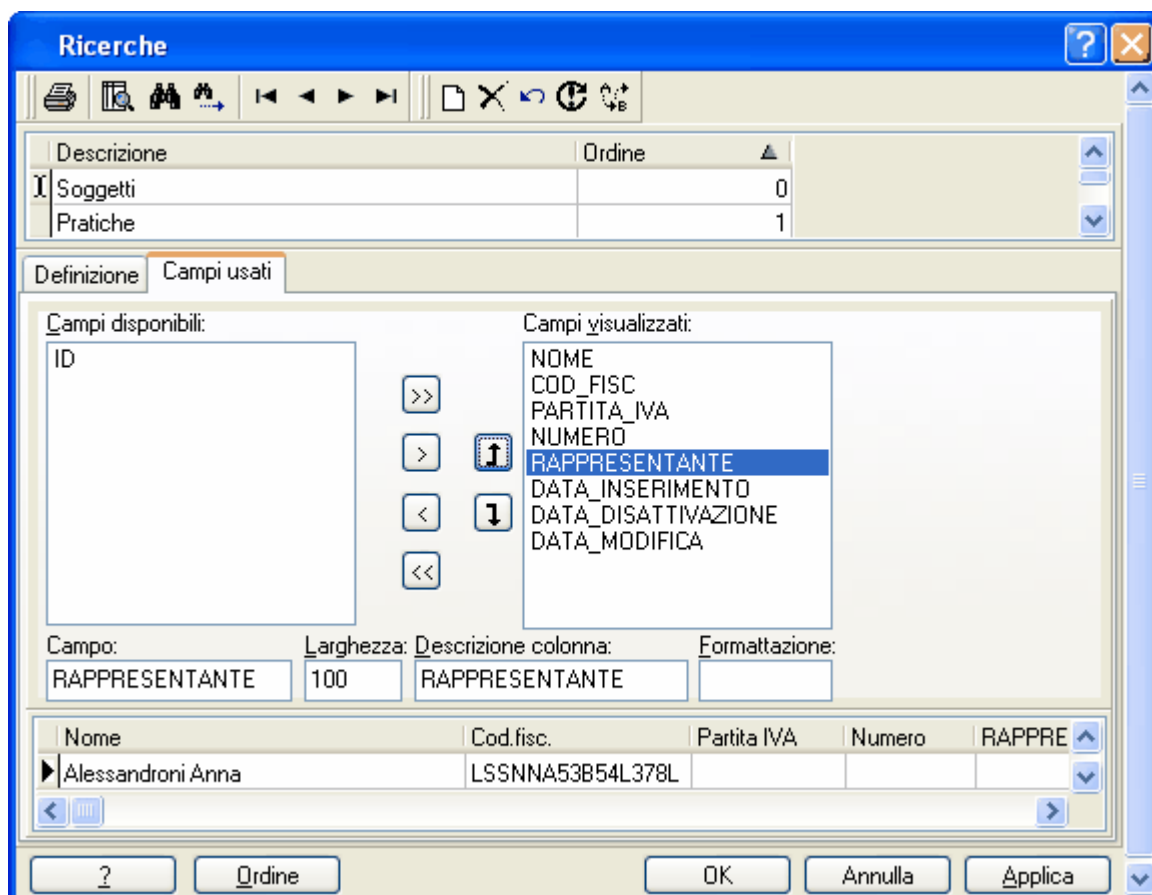 Ricerche
Descrizione Ordine
Soggetti 0
Pratiche 1
Definizione Campi usati
Campi disponibili: Campi visualizzati:
ID
NOME
COD_FISC
PARTITA_IVA
NUMERO
RAPPRESENTANTE
DATA_INSERIMENTO
DATA_DISATTIVAZIONE
DATA_MODIFICA
>>
>
<
<<
Campo: Larghezza: Descrizione colonna: Formattazione:
RAPPRESENTANTE 100 RAPPRESENTANTE
Nome Cod.fisc. Partita IVA Numero RAPPRE
Alessandroni Anna LSSNNA53B54L378L
? Ordine OK Annulla Applica